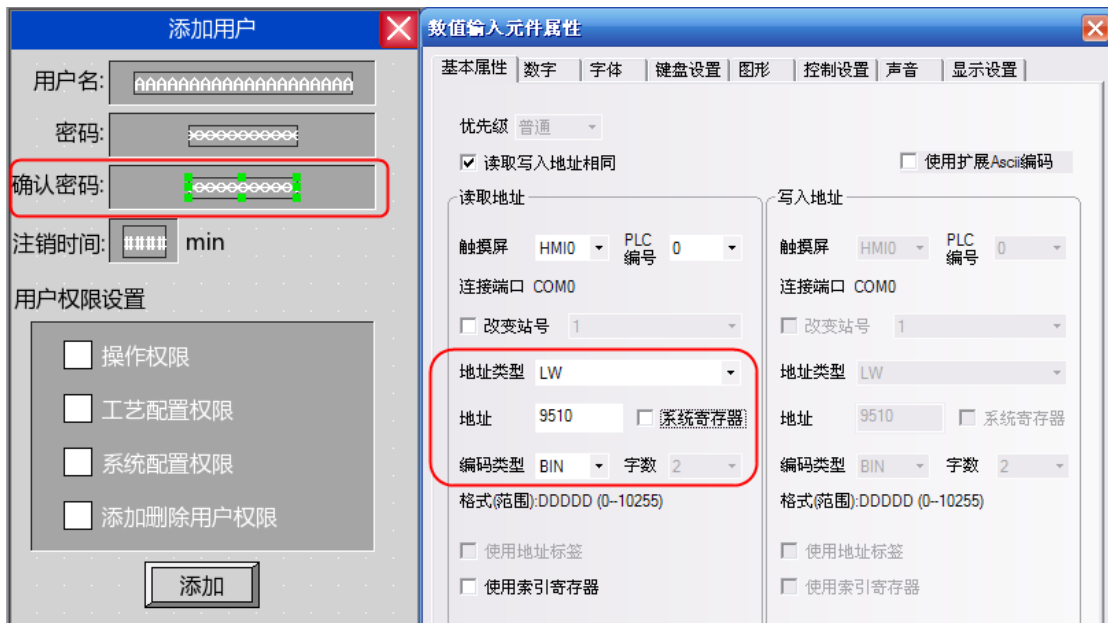 添加用户
用户名: AAAAAAAAAAAAAAAAAAAA
密码: **********
确认密码: **********
注销时间: #### min
用户权限设置
操作权限
工艺配置权限
系统配置权限
添加删除用户权限
添加
数值输入元件属性
基本属性 数字 字体 键盘设置 图形 控制设置 声音 显示设置
优先级 普通
读取写入地址相同 使用扩展Ascii编码
读取地址
触摸屏 HMI0 PLC编号 0
连接端口 COM0
改变站号 1
地址类型 LW
地址 9510 系统寄存器
编码类型 BIN 字数 2
格式(范围):DDDDD (0--10255)
使用地址标签
使用索引寄存器
写入地址
触摸屏 HMI0 PLC编号 0
连接端口 COM0
改变站号 1
地址类型 LW
地址 9510 系统寄存器
编码类型 BIN 字数 2
格式(范围):DDDDD (0--10255)
使用地址标签
使用索引寄存器